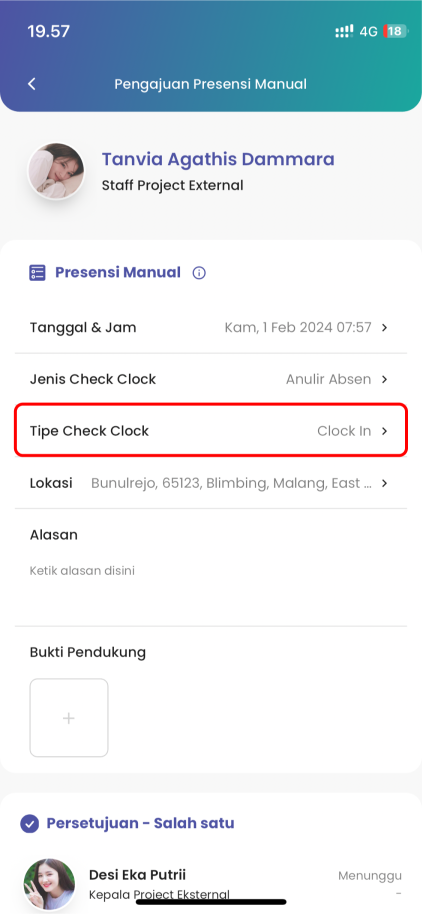 19.57
4G 18
Pengajuan Presensi Manual
Tanvia Agathis Dammara
Staff Project External
Presensi Manual
Tanggal & Jam Kam, 1 Feb 2024 07:57
Jenis Check Clock Anulir Absen
Tipe Check Clock Clock In
Lokasi Bunulrejo, 65123, Blimbing, Malang, East ...
Alasan
Ketik alasan disini
Bukti Pendukung
+
Persetujuan - Salah satu
Desi Eka Putrii Menunggu
Kepala Project Eksternal -